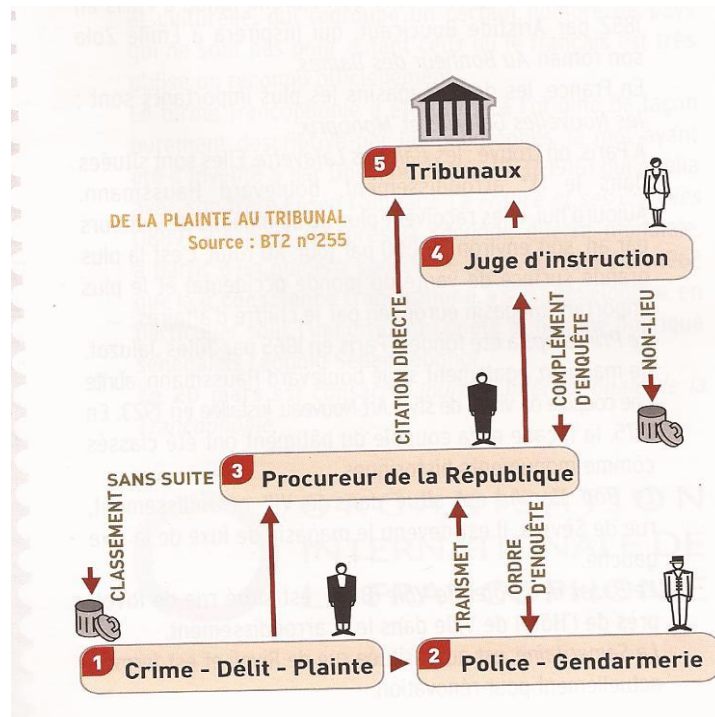 5 Tribunaux
DE LA PLAINTE AU TRIBUNAL
Source : BT2 n°255
4 Juge d'instruction
CITATION DIRECTE
COMPLÉMENT
D'ENQUÊTE
NON-LIEU
CLASSEMENT
SANS SUITE
3 Procureur de la République
TRANSMET
ORDRE
D'ENQUÊTE
1 Crime - Délit - Plainte
2 Police - Gendarmerie